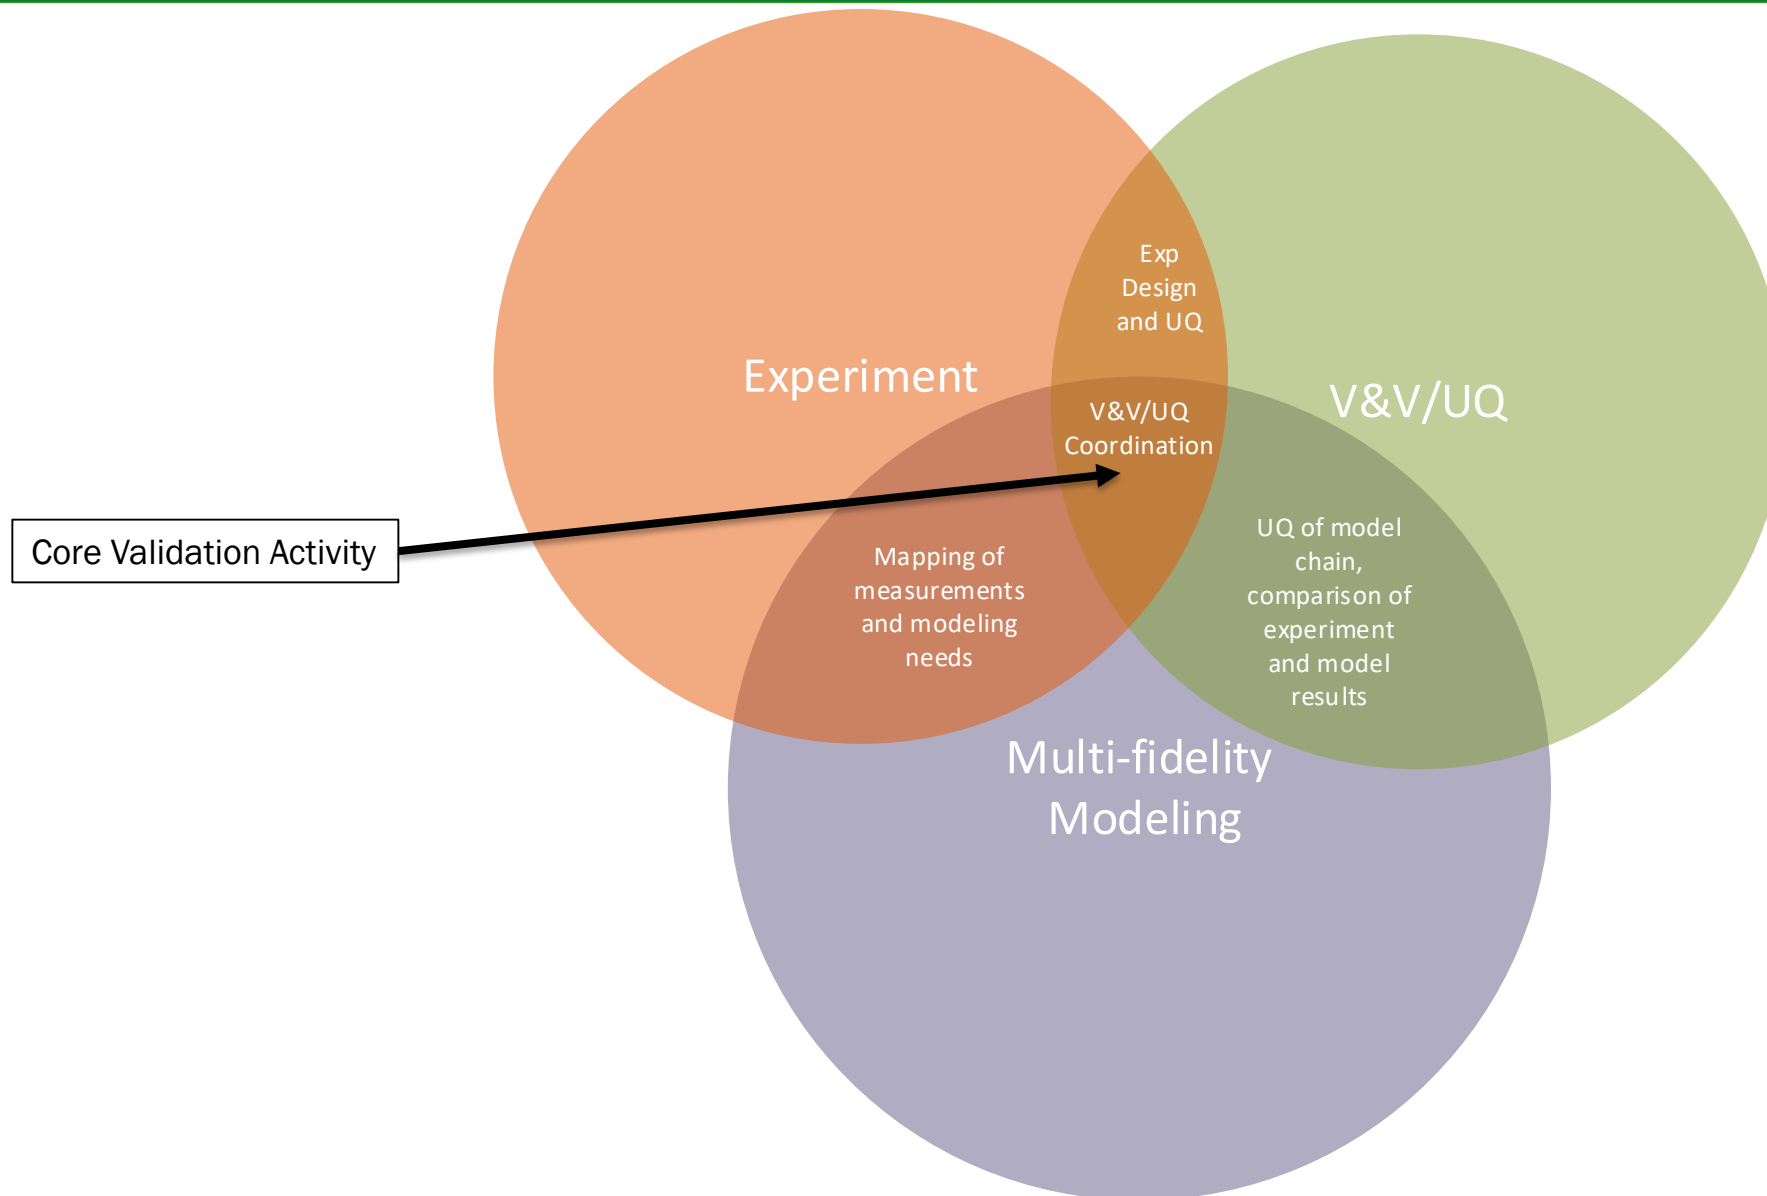 Exp
Design
and UQ
Experiment
V&V/UQ
V&V/UQ
Coordination
Core Validation Activity
Mapping of
measurements
and modeling
needs
UQ of model
chain,
comparison of
experiment
and model
results
Multi-fidelity
Modeling